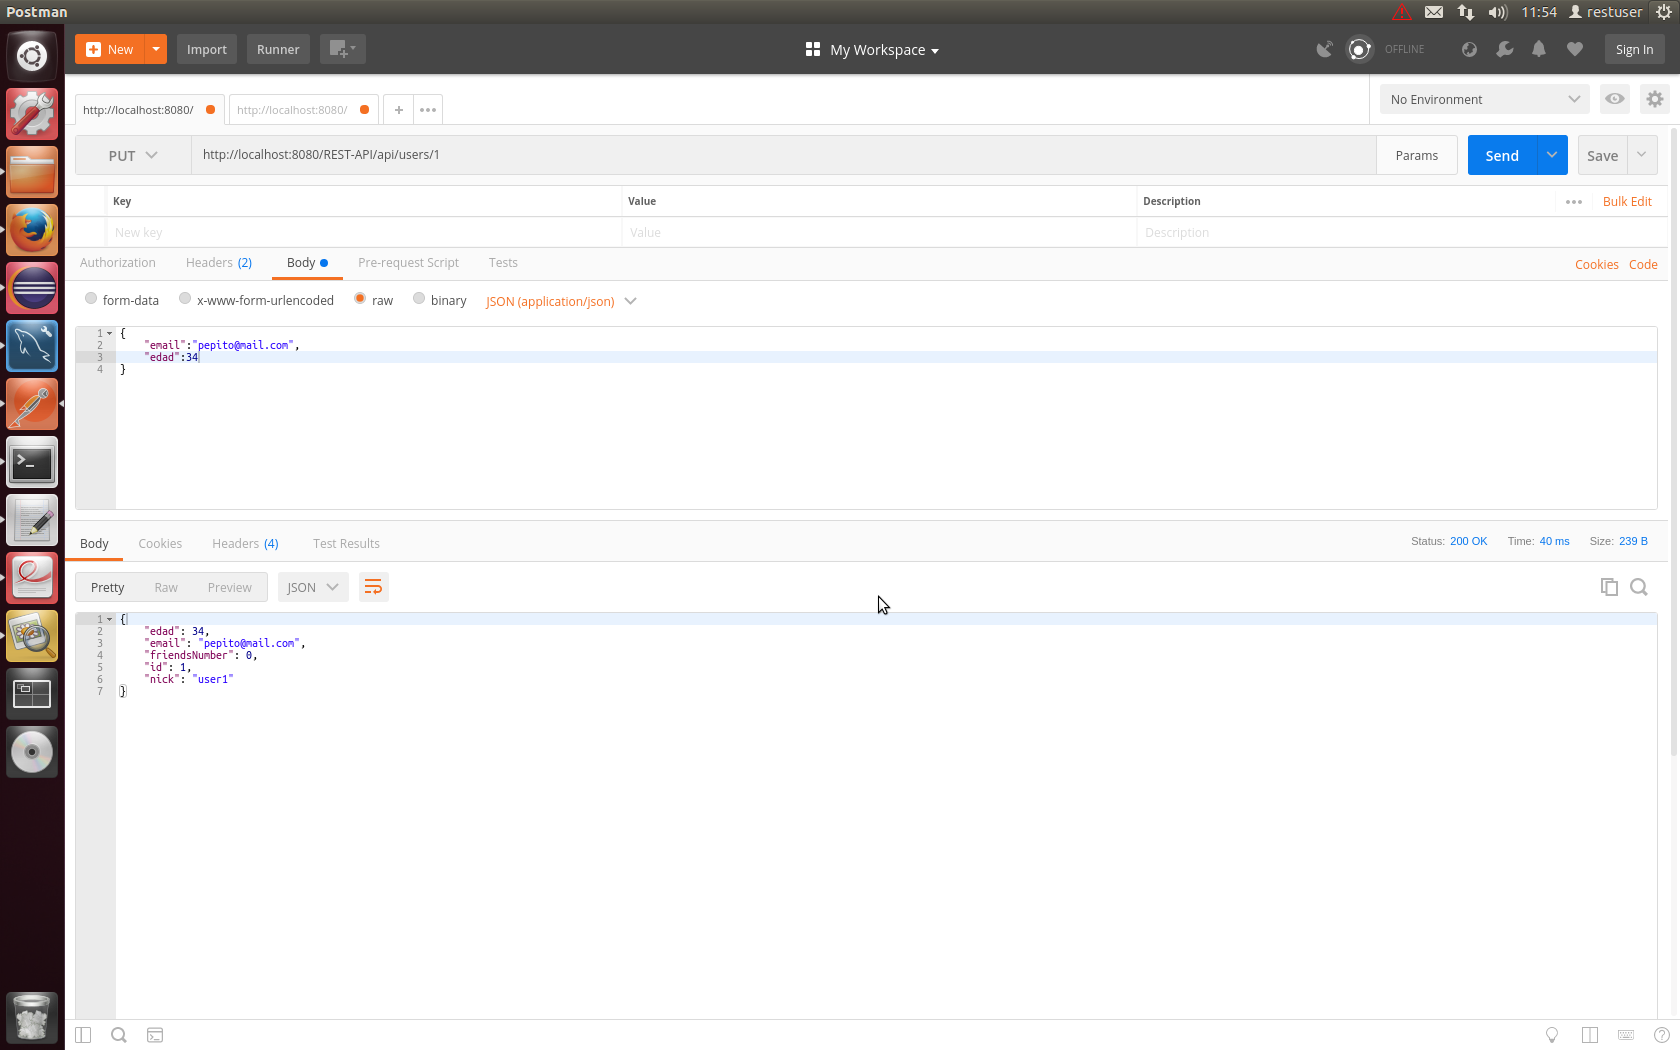 Postman
11:54 restuser
New Import Runner
My Workspace
OFFLINE
Sign In
http://localhost:8080/ http://localhost:8080/
No Environment
PUT http://localhost:8080/REST-API/api/users/1 Params Send Save
Key Value Description Bulk Edit
New key Value Description
Authorization Headers (2) Body Pre-request Script Tests Cookies Code
form-data x-www-form-urlencoded raw binary JSON (application/json)
1 {
2 "email":"pepito@mail.com",
3 "edad":34
4 }
Body Cookies Headers (4) Test Results Status: 200 OK Time: 40 ms Size: 239 B
Pretty Raw Preview JSON
1 {
2 "edad": 34,
3 "email": "pepito@mail.com",
4 "friendsNumber": 0,
5 "id": 1,
6 "nick": "user1"
7 }